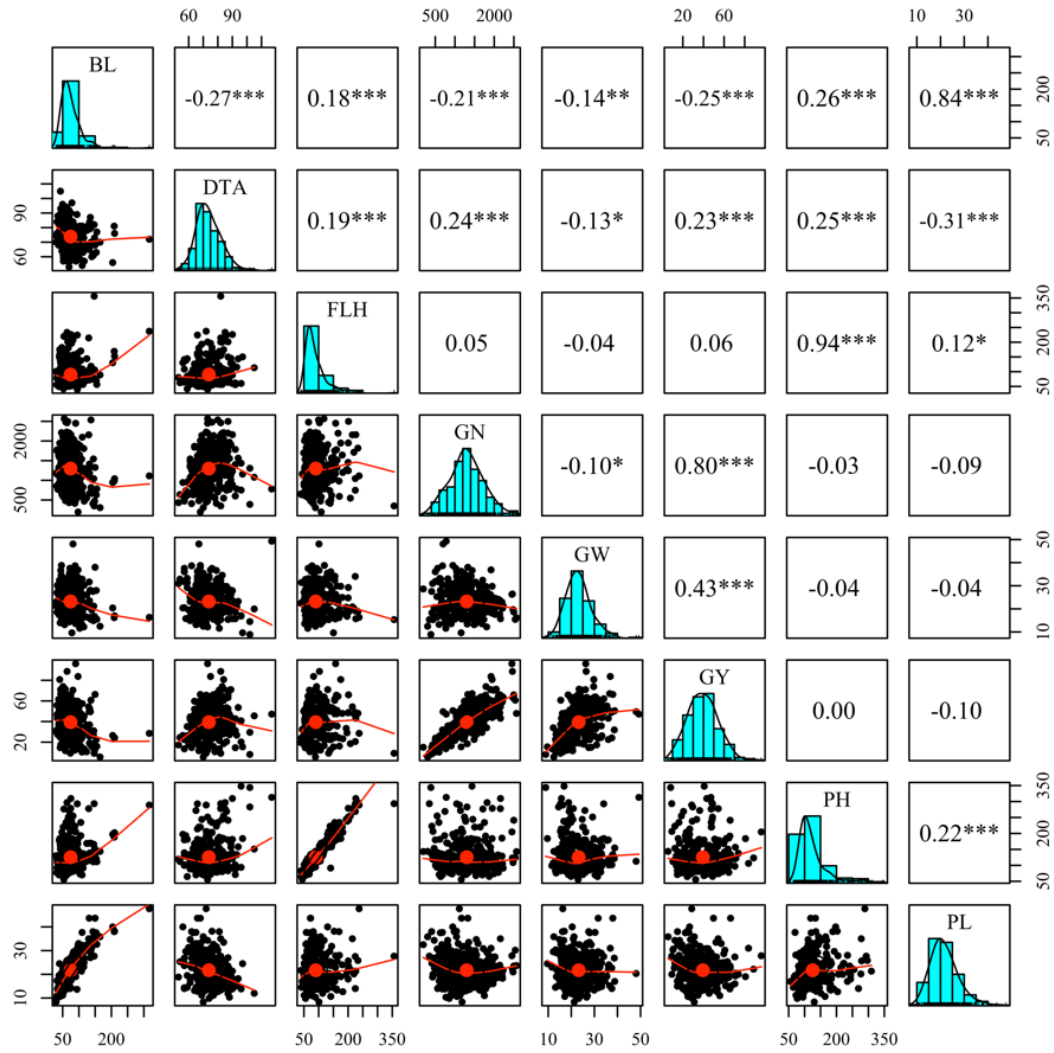 60 90 500 2000 20 60 10 30
BL -0.27*** 0.18*** -0.21*** -0.14** -0.25*** 0.26*** 0.84*** 50 200
90 60 DTA 0.19*** 0.24*** -0.13* 0.23*** 0.25*** -0.31***
FLH 0.05 -0.04 0.06 0.94*** 0.12* 50 200 350
500 2000 GN -0.10* 0.80*** -0.03 -0.09
GW 0.43*** -0.04 -0.04 10 30 50
20 60 GY 0.00 -0.10
PH 0.22*** 50 200 350
10 30 PL
50 200 50 200 350 10 30 50 50 200 350